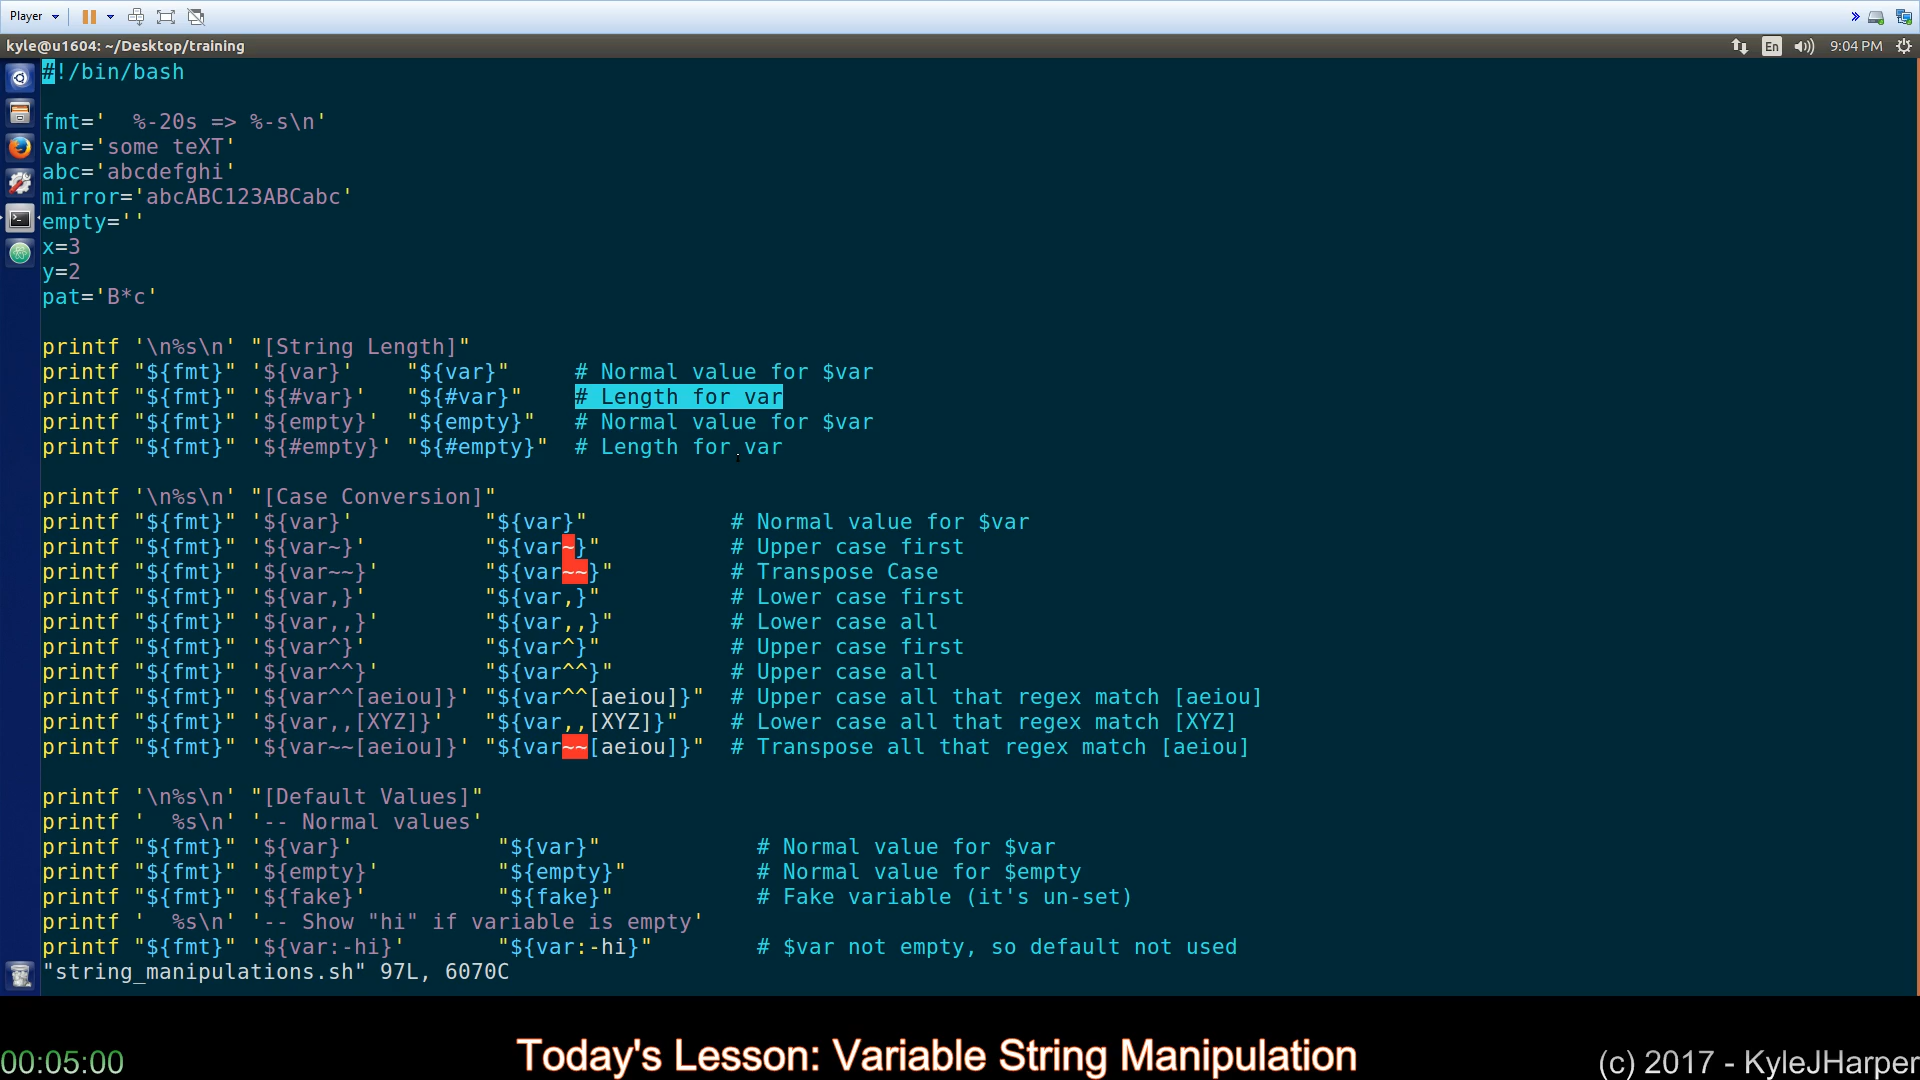 Player
kyle@u1604: ~/Desktop/training
En 9:04 PM
#!/bin/bash
fmt='  %-20s => %-s\n'
var='some teXT'
abc='abcdefghi'
mirror='abcABC123ABCabc'
empty=''
x=3
y=2
pat='B*c'
printf '\n%s\n' "[String Length]"
printf "${fmt}" '${var}'    "${var}"     # Normal value for $var
printf "${fmt}" '${#var}'   "${#var}"    # Length for var
printf "${fmt}" '${empty}'  "${empty}"   # Normal value for $var
printf "${fmt}" '${#empty}' "${#empty}"  # Length for var
printf '\n%s\n' "[Case Conversion]"
printf "${fmt}" '${var}'          "${var}"           # Normal value for $var
printf "${fmt}" '${var~}'         "${var~}"          # Upper case first
printf "${fmt}" '${var~~}'        "${var~~}"         # Transpose Case
printf "${fmt}" '${var,}'         "${var,}"          # Lower case first
printf "${fmt}" '${var,,}'        "${var,,}"         # Lower case all
printf "${fmt}" '${var^}'         "${var^}"          # Upper case first
printf "${fmt}" '${var^^}'        "${var^^}"         # Upper case all
printf "${fmt}" '${var^^[aeiou]}' "${var^^[aeiou]}"  # Upper case all that regex match [aeiou]
printf "${fmt}" '${var,,[XYZ]}'   "${var,,[XYZ]}"    # Lower case all that regex match [XYZ]
printf "${fmt}" '${var~~[aeiou]}' "${var~~[aeiou]}"  # Transpose all that regex match [aeiou]
printf '\n%s\n' "[Default Values]"
printf '  %s\n' '-- Normal values'
printf "${fmt}" '${var}'           "${var}"            # Normal value for $var
printf "${fmt}" '${empty}'         "${empty}"          # Normal value for $empty
printf "${fmt}" '${fake}'          "${fake}"           # Fake variable (it's un-set)
printf '  %s\n' '-- Show "hi" if variable is empty'
printf "${fmt}" '${var:-hi}'       "${var:-hi}"        # $var not empty, so default not used
"string_manipulations.sh" 97L, 6070C
00:05:00
Today's Lesson: Variable String Manipulation
(c) 2017 - KyleJHarper